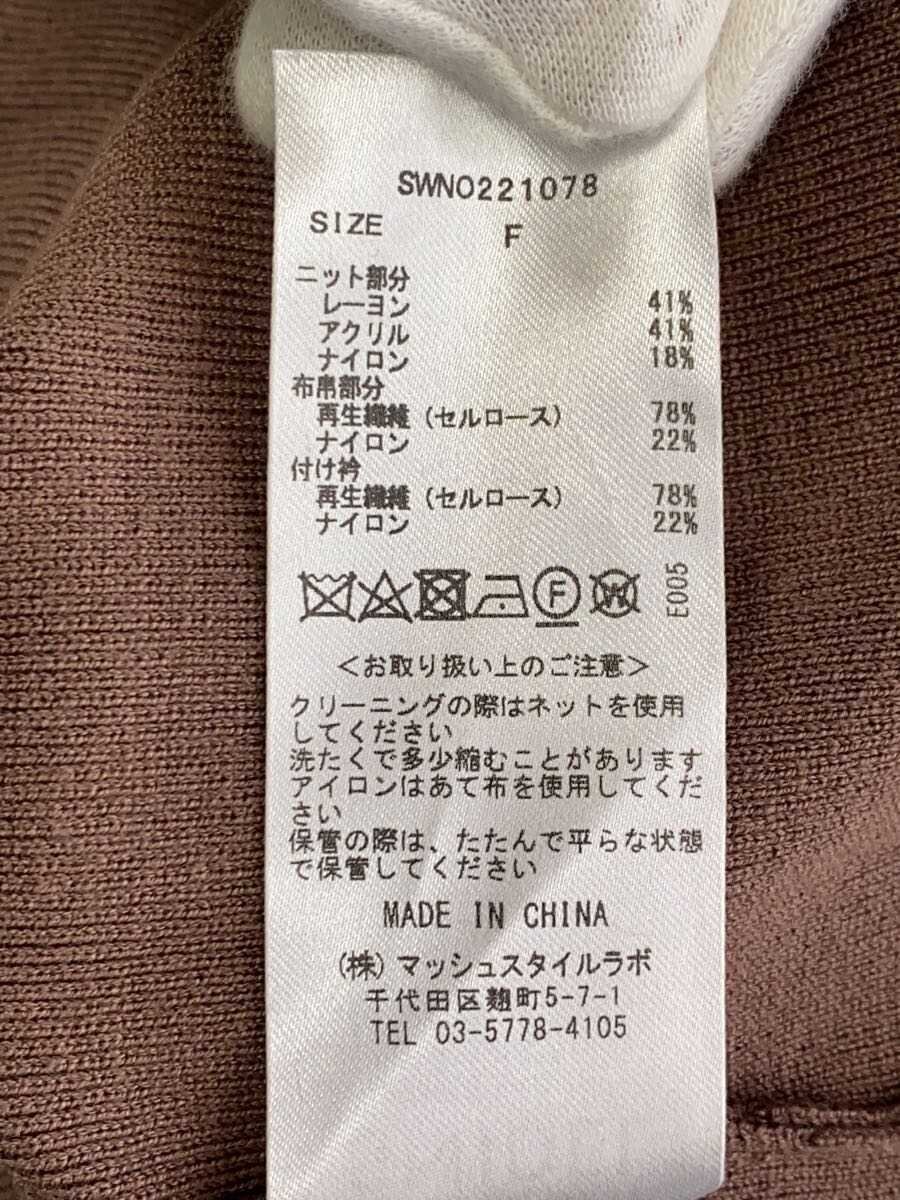 SWNO221078
SIZE F
ニット部分
レーヨン 41%
アクリル 41%
ナイロン 18%
布帛部分
再生繊維(セルロース) 78%
ナイロン 22%
付け衿
再生繊維(セルロース) 78%
ナイロン 22%
F W E005
<お取り扱い上のご注意>
クリーニングの際はネットを使用
してください
洗たくで多少縮むことがあります
アイロンはあて布を使用してくだ
さい
保管の際は、たたんで平らな状態
で保管してください
MADE IN CHINA
(株)マッシュスタイルラボ
千代田区麹町5-7-1
TEL 03-5778-4105